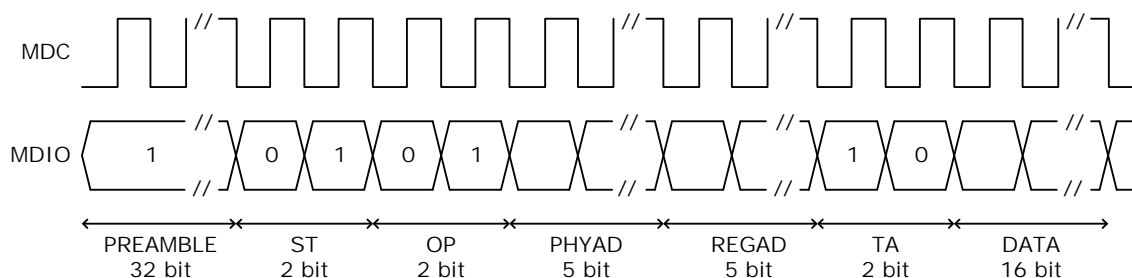 //
//
//
//
MDC
//
//
//
MDIO
1
0
1
0
1
1
0
//
//
//
//
PREAMBLE
ST
OP
PHYAD
REGAD
TA
DATA
32 bit
2 bit
2 bit
5 bit
5 bit
2 bit
16 bit